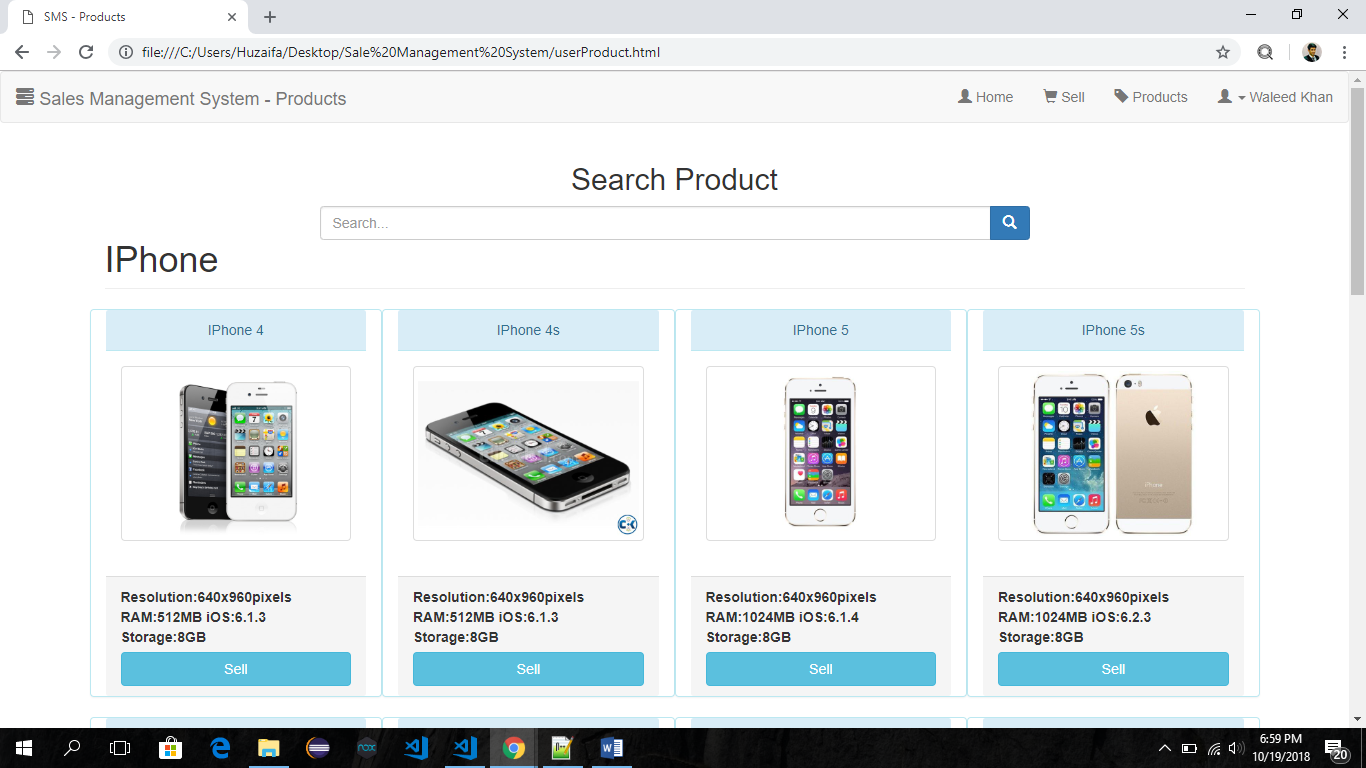 SMS - Products
file:///C:/Users/Huzaifa/Desktop/Sale%20Management%20System/userProduct.html
Sales Management System - Products
Home
Sell
Products
Waleed Khan
Search Product
Search...
IPhone
IPhone 4
IPhone 4s
IPhone 5
IPhone 5s
iPhone
Resolution:640x960pixels
RAM:512MB iOS:6.1.3
Storage:8GB
Sell
Resolution:640x960pixels
RAM:512MB iOS:6.1.3
Storage:8GB
Sell
Resolution:640x960pixels
RAM:1024MB iOS:6.1.4
Storage:8GB
Sell
Resolution:640x960pixels
RAM:1024MB iOS:6.2.3
Storage:8GB
Sell
nox
6:59 PM
10/19/2018
20